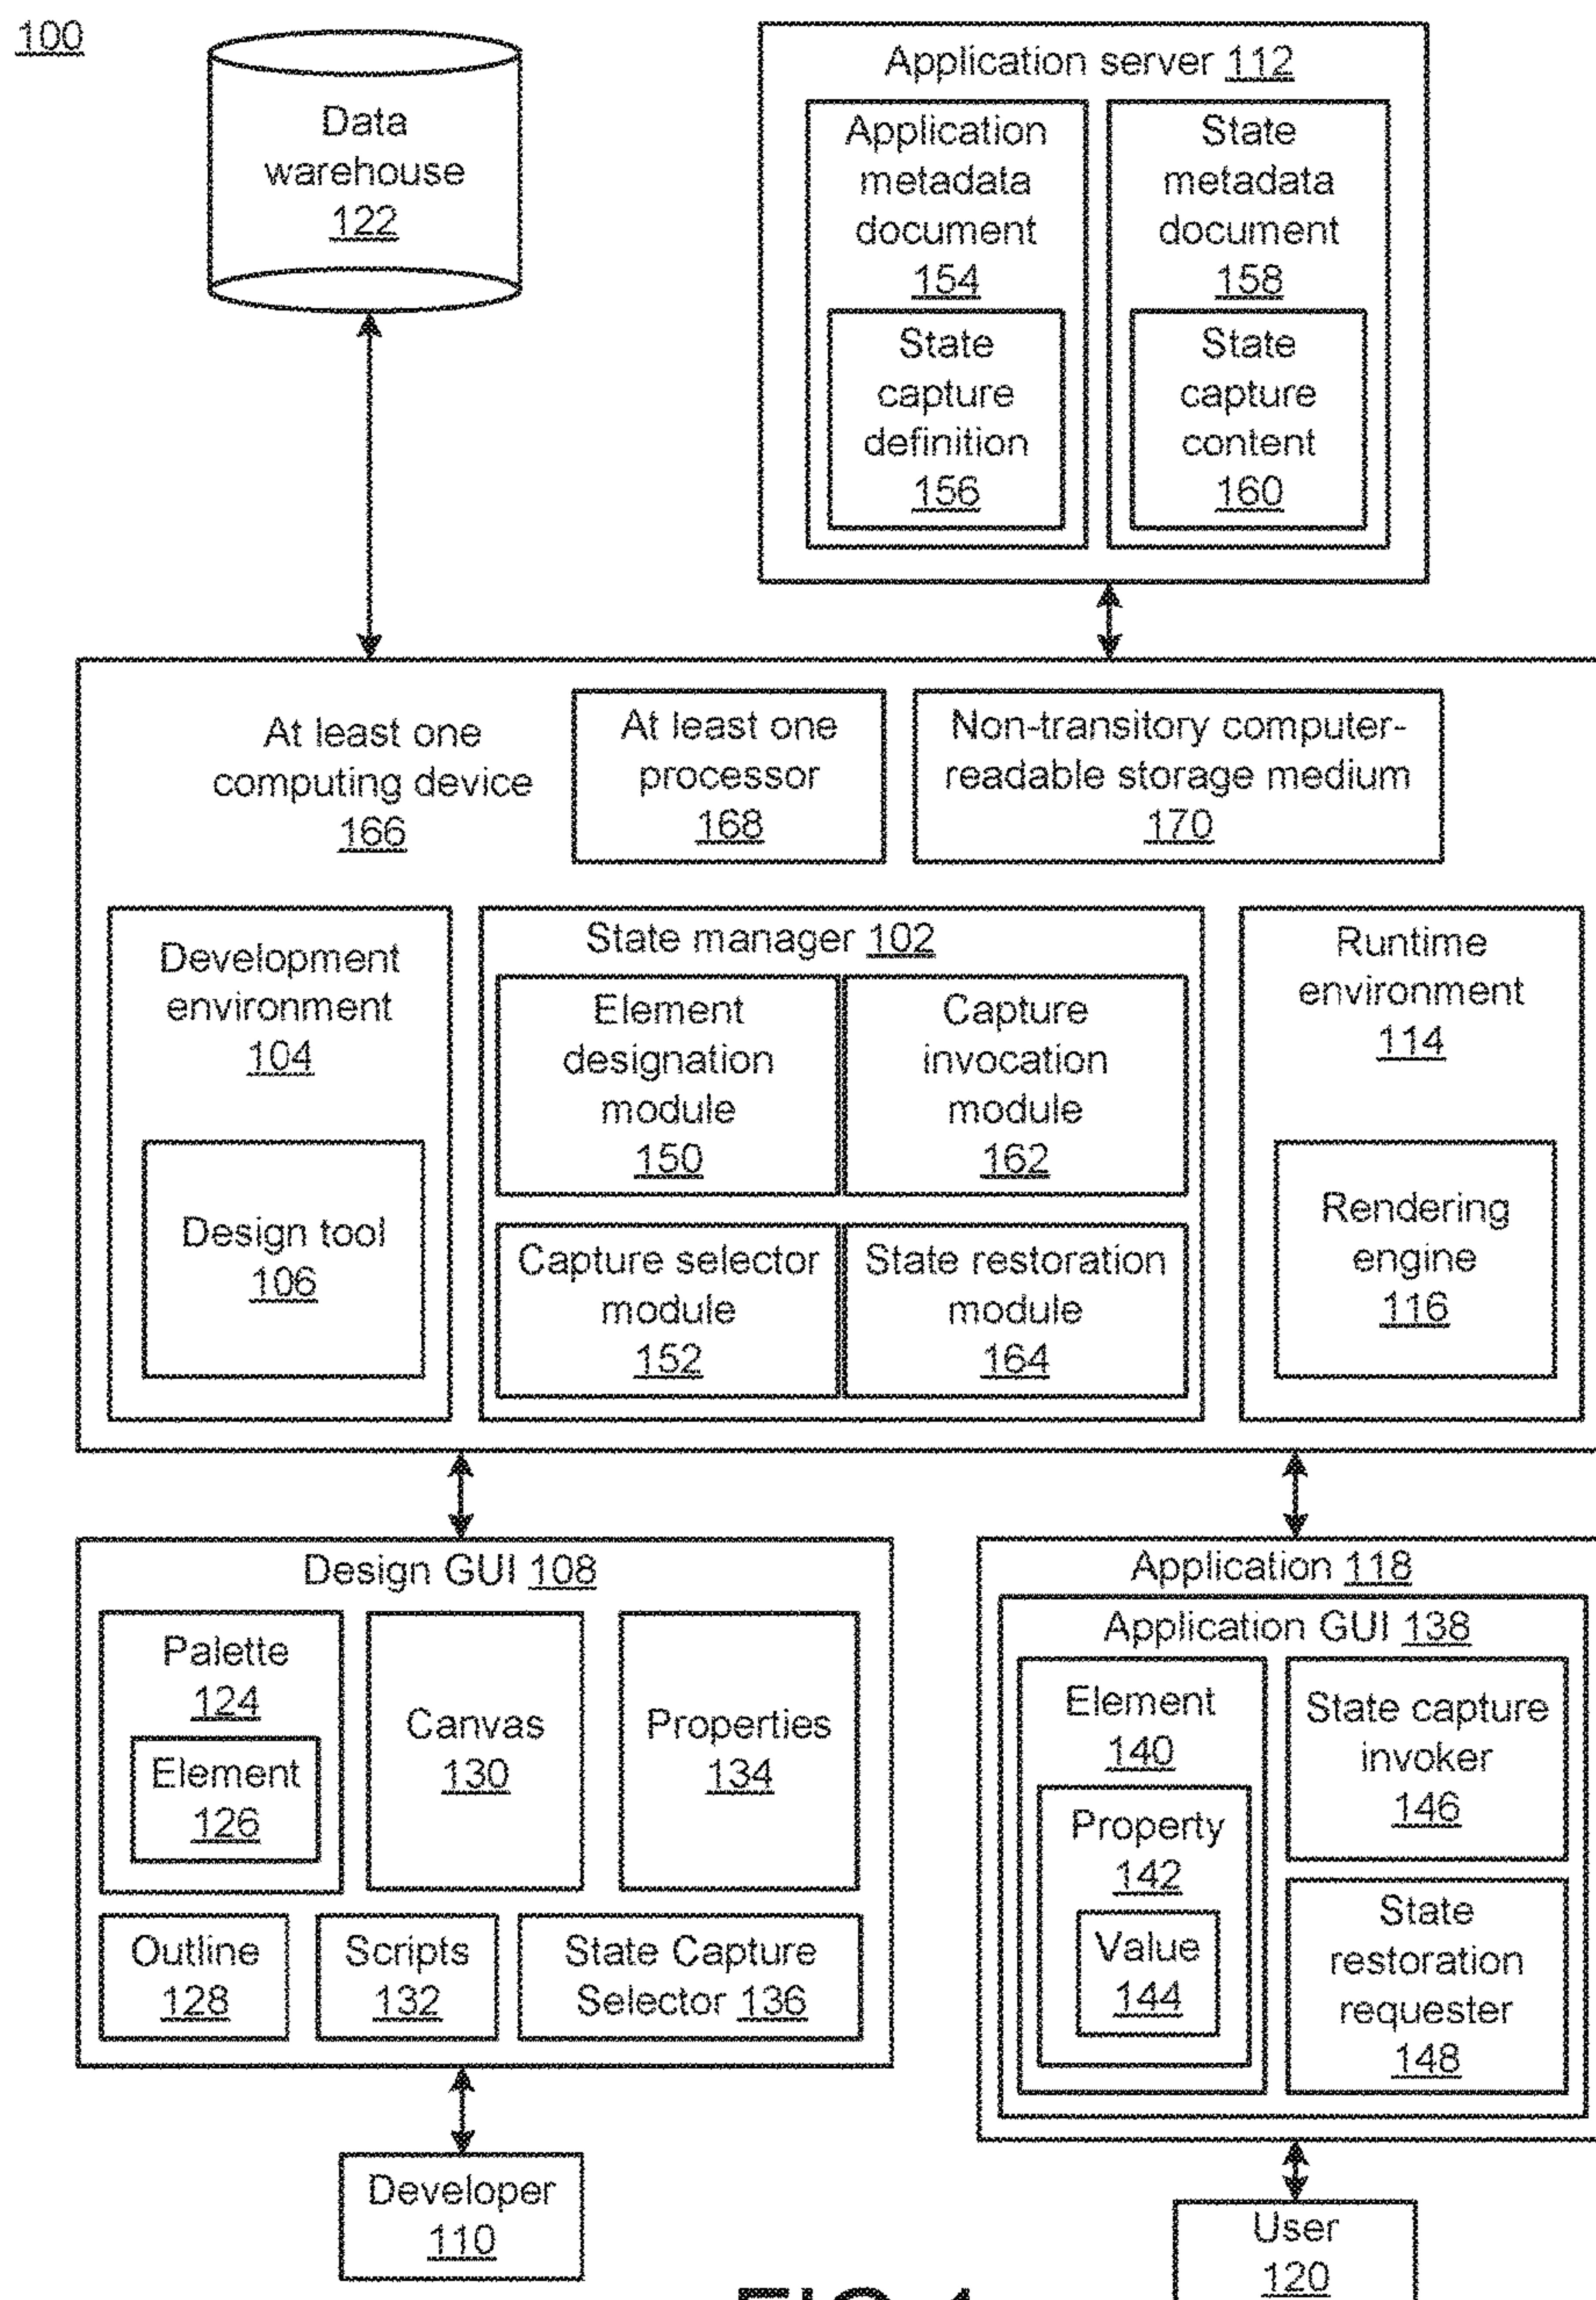 100
Data
warehouse
122
Application server 112
Application
metadata
document
154
State
capture
definition
156
State
metadata
document
158
State
capture
content
160
At least one
computing device
166
At least one
processor
168
Non-transitory computer-
readable storage medium
170
Development
environment
104
Design tool
106
State manager 102
Element
designation
module
150
Capture
invocation
module
162
Capture selector
module
152
State restoration
module
164
Runtime
environment
114
Rendering
engine
116
Design GUI 108
Palette
124
Element
126
Canvas
130
Properties
134
Outline
128
Scripts
132
State Capture
Selector 136
Application 118
Application GUI 138
Element
140
Property
142
Value
144
State capture
invoker
146
State
restoration
requester
148
Developer
110
User
120